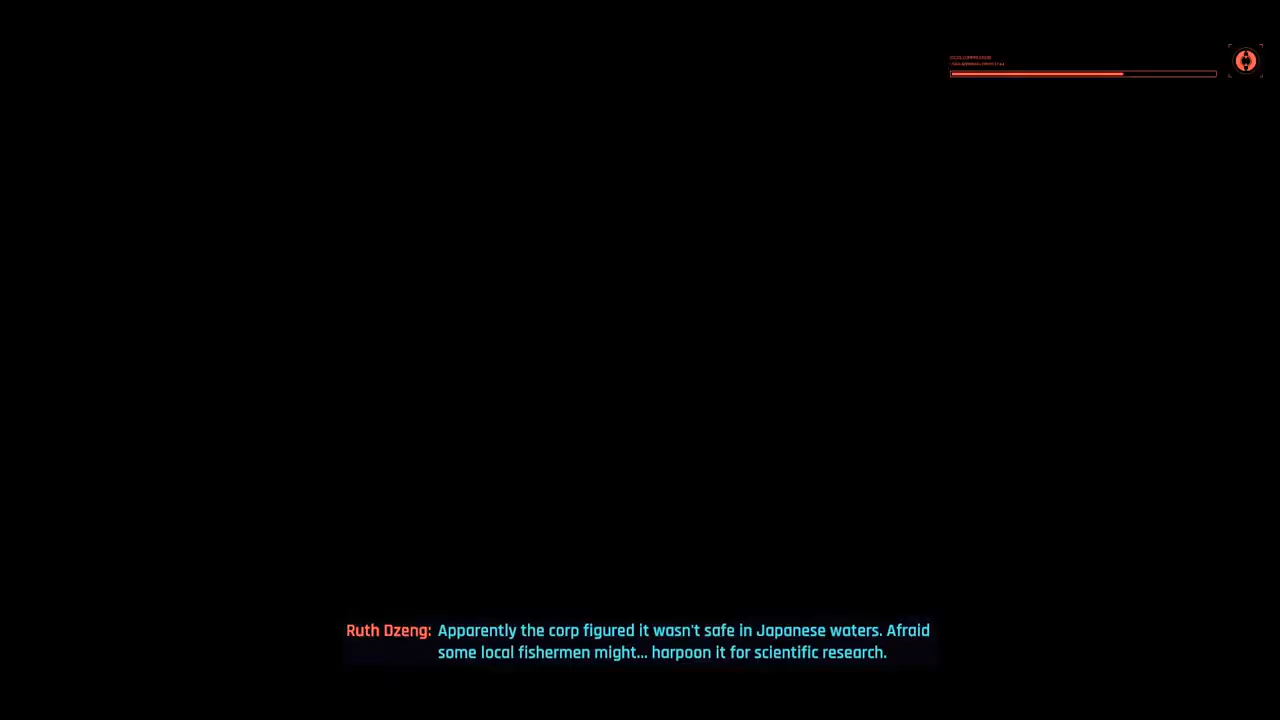 Ruth Dzeng: Apparently the corp figured it wasn't safe in Japanese waters. Afraid
some local fishermen might... harpoon it for scientific research.